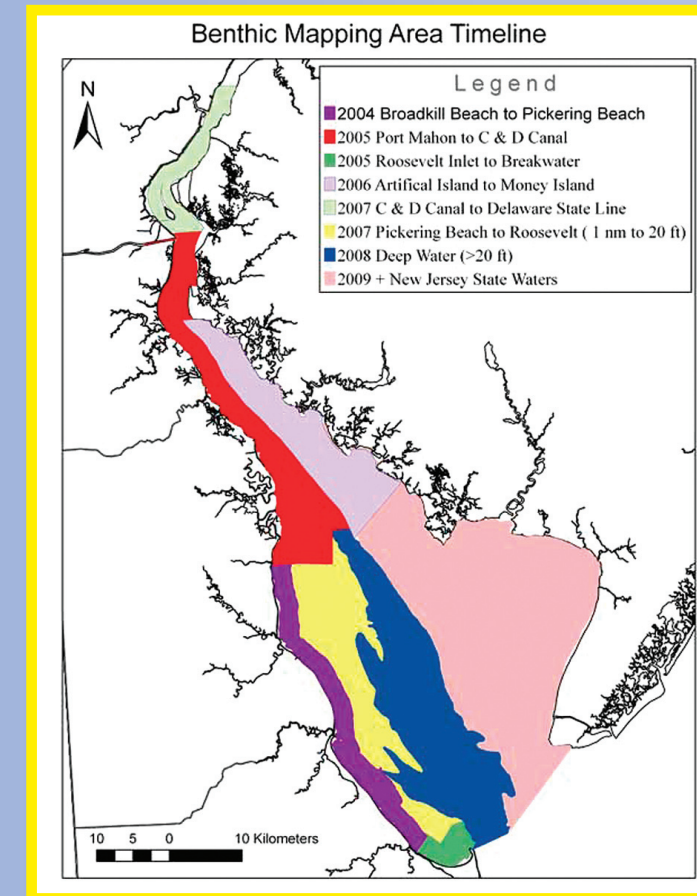 Benthic Mapping Area Timeline
N
Legend
2004 Broadkill Beach to Pickering Beach
2005 Port Mahon to C & D Canal
2005 Roosevelt Inlet to Breakwater
2006 Artifical Island to Money Island
2007 C & D Canal to Delaware State Line
2007 Pickering Beach to Roosevelt ( 1 nm to 20 ft)
2008 Deep Water (>20 ft)
2009 + New Jersey State Waters
10 5 0 10 Kilometers